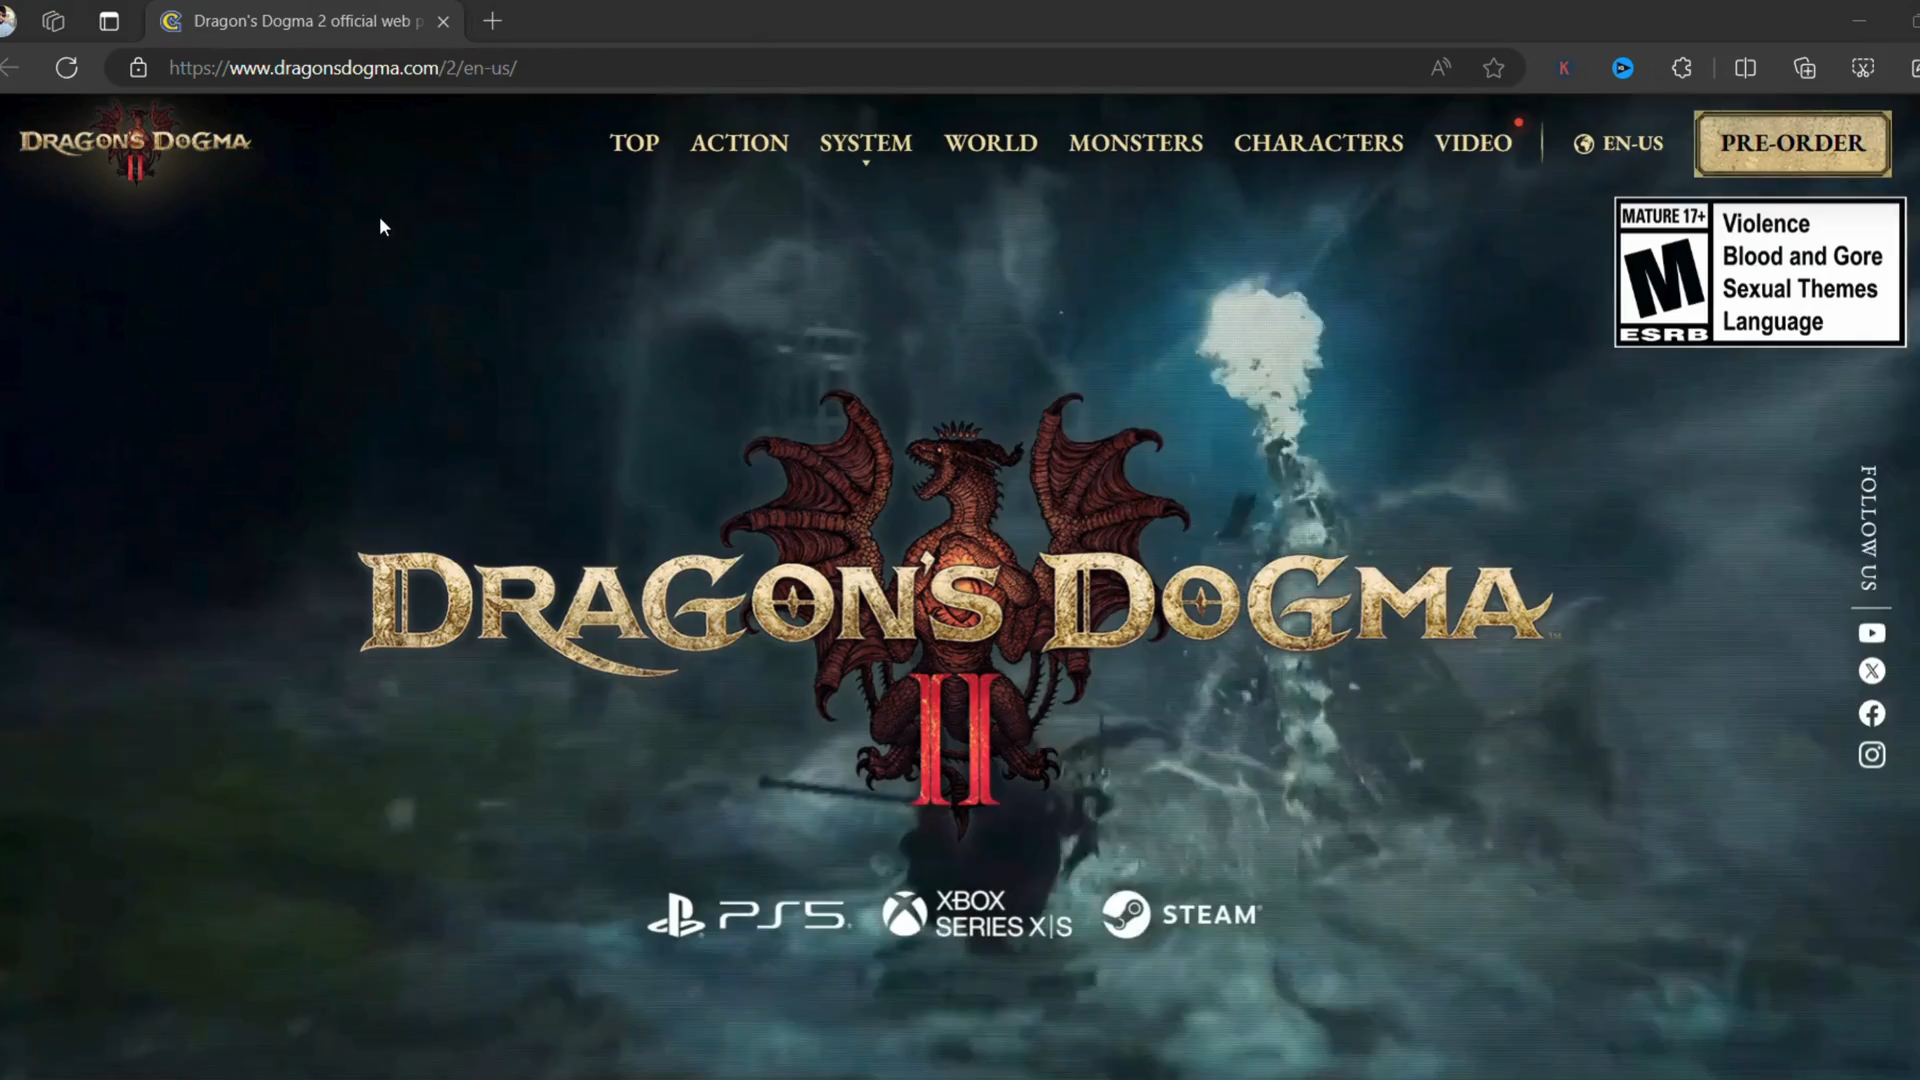 Dragon's Dogma 2 official web p
https://www.dragonsdogma.com/2/en-us/
DRAGON'S DOGMA
II
TOP
ACTION
SYSTEM
WORLD
MONSTERS
CHARACTERS
VIDEO
EN-US
PRE-ORDER
MATURE 17+
M
ESRB
Violence
Blood and Gore
Sexual Themes
Language
FOLLOW US
DRAGON'S DOGMA™
II
PS5
XBOX
SERIES X|S
STEAM